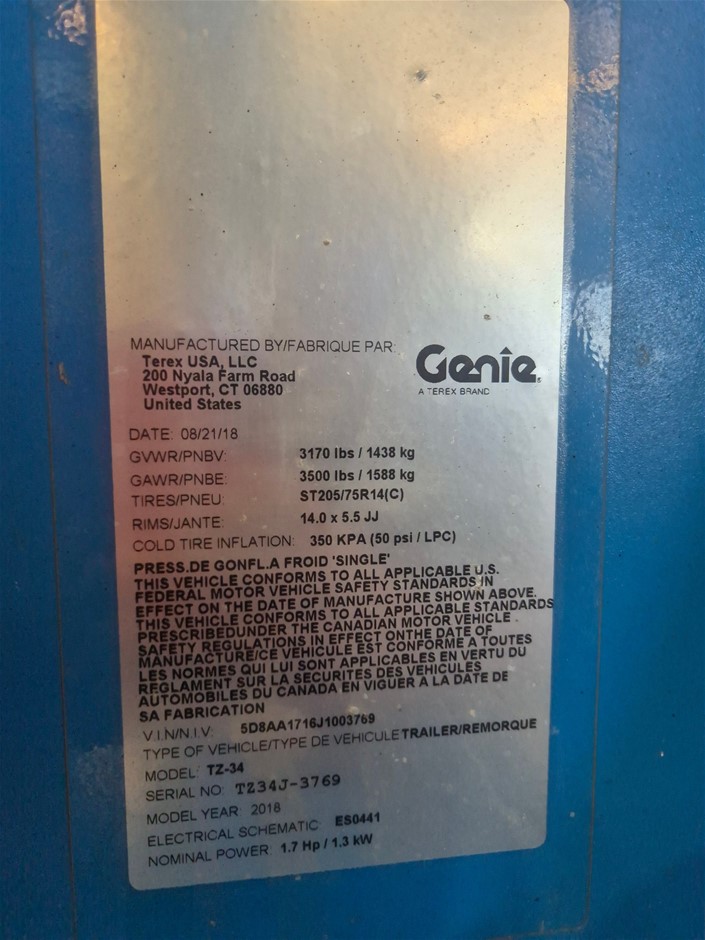 MANUFACTURED BY/FABRIQUE PAR:
Terex USA, LLC
200 Nyala Farm Road
Westport, CT 06880
United States
Genie
A TEREX BRAND
DATE: 08/21/18
GVWR/PNBV: 3170 lbs / 1438 kg
GAWR/PNBE: 3500 lbs / 1588 kg
TIRES/PNEU: ST205/75R14(C)
RIMS/JANTE: 14.0 x 5.5 JJ
COLD TIRE INFLATION: 350 KPA (50 psi / LPC)
PRESS.DE GONFL.A FROID 'SINGLE'
THIS VEHICLE CONFORMS TO ALL APPLICABLE U.S.
FEDERAL MOTOR VEHICLE SAFETY STANDARDS IN
EFFECT ON THE DATE OF MANUFACTURE SHOWN ABOVE.
THIS VEHICLE CONFORMS TO ALL APPLICABLE STANDARDS
PRESCRIBEDUNDER THE CANADIAN MOTOR VEHICLE
SAFETY REGULATIONS IN EFFECT ONTHE DATE OF
MANUFACTURE/CE VEHICULE EST CONFORME A TOUTES
LES NORMES QUI LUI SONT APPLICABLES EN VERTU DU
REGLAMENT SUR LA SECURITES DES VEHICULES
AUTOMOBILES DU CANADA EN VIGUER A LA DATE DE
SA FABRICATION
V.I.N/N.I.V: 5D8AA1716J1003769
TYPE OF VEHICLE/TYPE DE VEHICULE TRAILER/REMORQUE
MODEL: TZ-34
SERIAL NO: TZ34J-3769
MODEL YEAR: 2018
ELECTRICAL SCHEMATIC: ES0441
NOMINAL POWER: 1.7 Hp / 1.3 kW